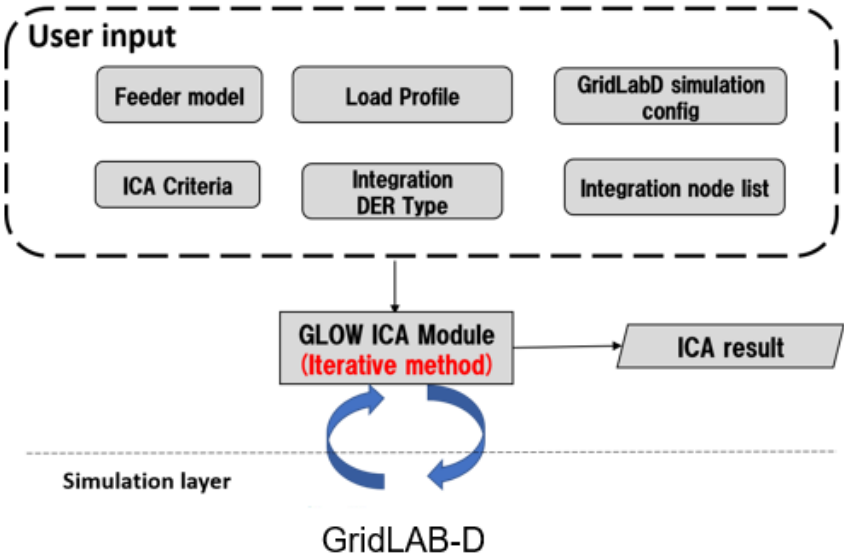 User input
Feeder model
Load Profile
GridLabD simulation
config
ICA Criteria
Integration
DER Type
Integration node list
GLOW ICA Module
(Iterative method)
ICA result
Simulation layer
GridLAB-D